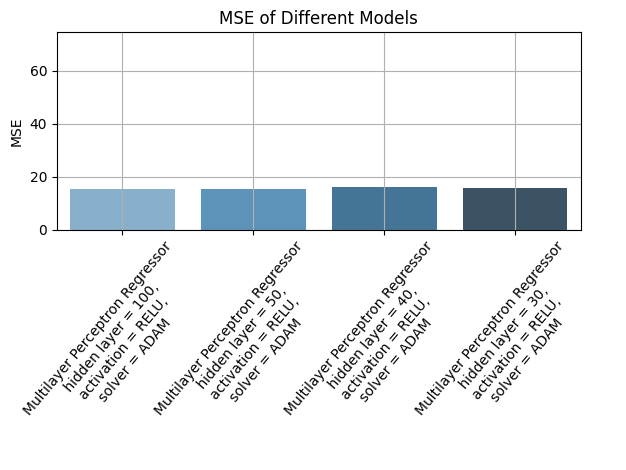 MSE of Different Models
MSE
60
40
20
0
Multilayer Perceptron Regressor
hidden layer = 100,
activation = RELU,
solver = ADAM
Multilayer Perceptron Regressor
hidden layer = 50,
activation = RELU,
solver = ADAM
Multilayer Perceptron Regressor
hidden layer = 40,
activation = RELU,
solver = ADAM
Multilayer Perceptron Regressor
hidden layer = 30,
activation = RELU,
solver = ADAM